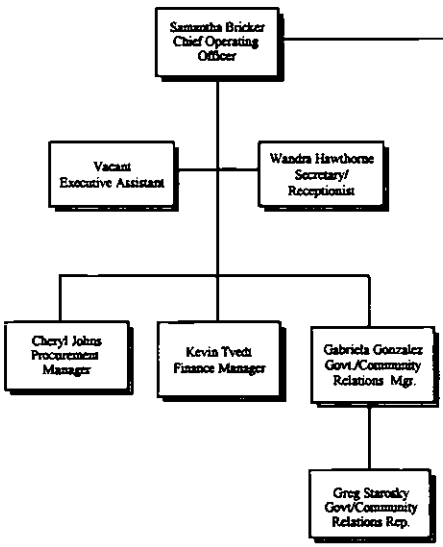 Samantha Bricker
Chief Operating
Officer
Vacant
Executive Assistant
Wandra Hawthorne
Secretary/
Receptionist
Cheryl Johns
Procurement
Manager
Kevin Tvedt
Finance Manager
Gabriela Gonzalez
Govt./Community
Relations Mgr.
Greg Starosky
Govt/Community
Relations Rep.